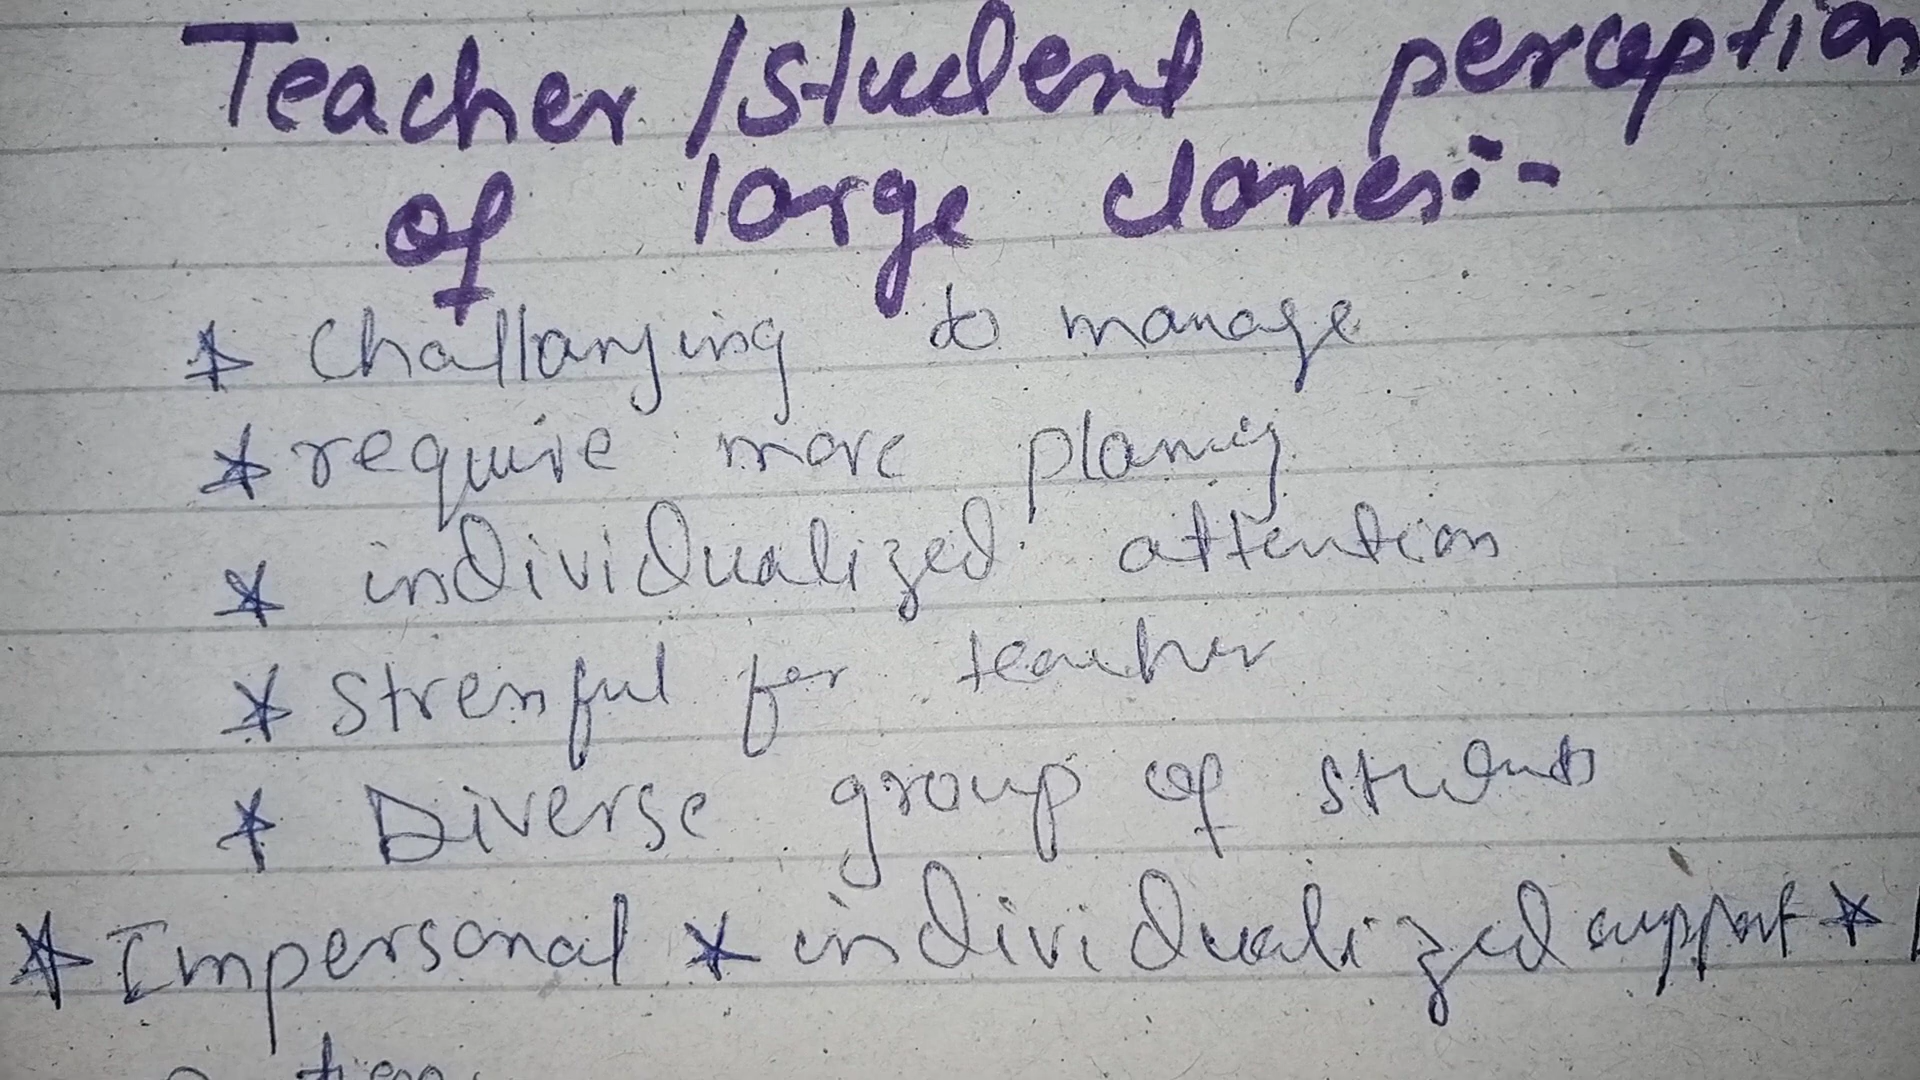 Teacher/student perception
of large classes:-
* Challanging to manage
* require more planing
* individualized attention
* Stressful for teacher
* Diverse group of students
* Impersonal * individualized support *